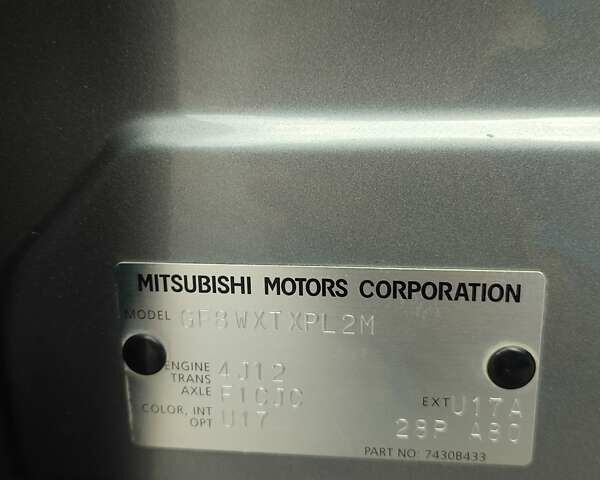 MITSUBISHI MOTORS CORPORATION
MODEL GF8WXTXPL2M
ENGINE 4J12
TRANS AXLE F1CJC
COLOR, INT OPT U17 EXT U17A
28P A80
PART NO: 7430B433